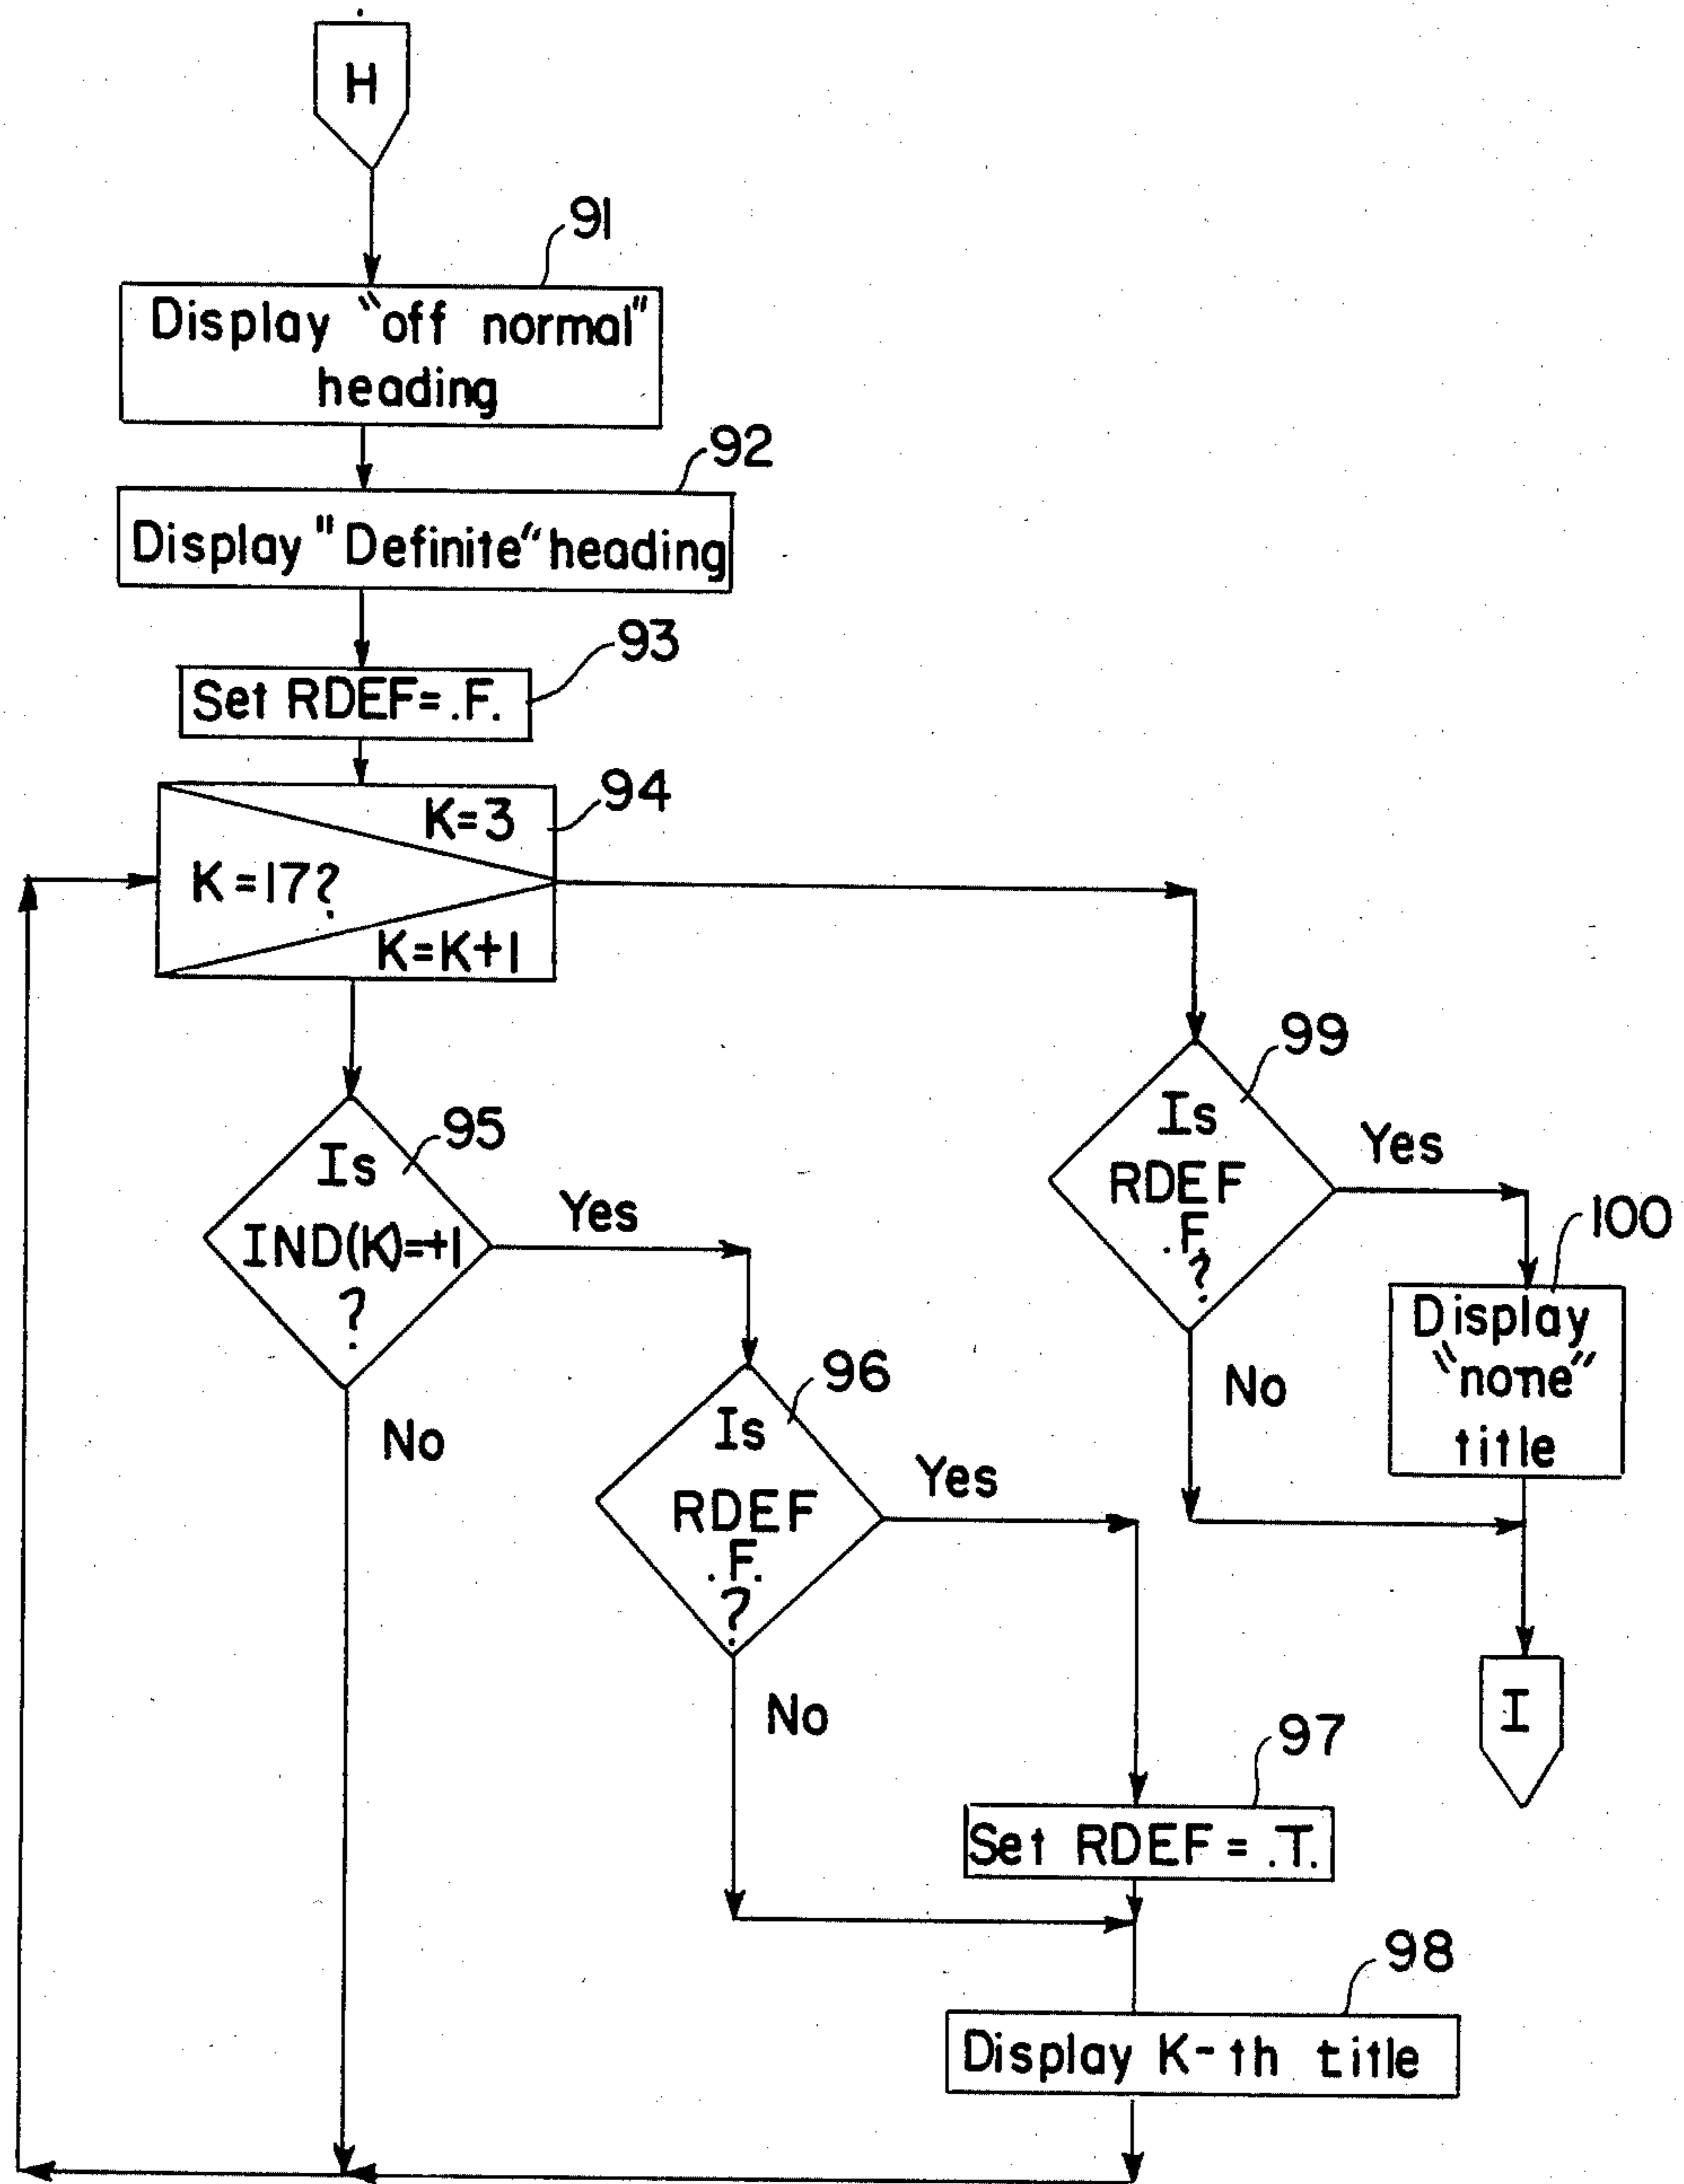 H
91
Display "off normal"
heading
92
Display "Definite" heading
93
Set RDEF= .F.
94
K=3
K=17?
K=K+1
95
Is
IND(K)=+1
?
Yes
No
96
Is
RDEF
.F.
?
Yes
No
97
Set RDEF = .T.
98
Display K-th title
99
Is
RDEF
.F.
?
Yes
No
100
Display
"none"
title
I